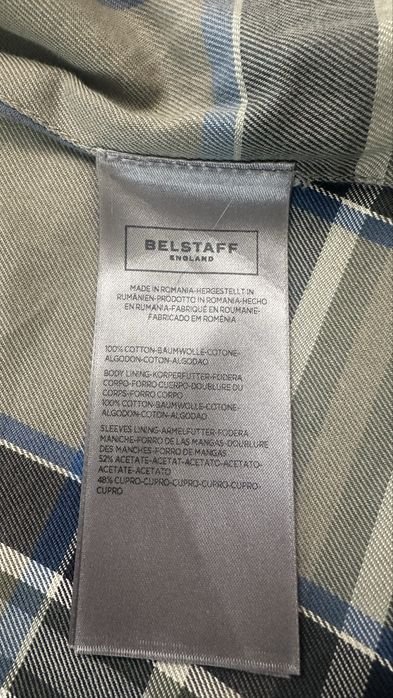 BELSTAFF
ENGLAND
MADE IN ROMANIA-HERGESTELLT IN
RUMÄNIEN-PRODOTTO IN ROMANIA-HECHO
EN RUMANIA-FABRIQUÉ EN ROUMANIE-
FABRICADO EM ROMÉNIA
100% COTTON-BAUMWOLLE-COTONE-
ALGODON-COTON-ALGODAO
BODY LINING-KORPERFUTTER-FODERA
CORPO-FORRO CUERPO-DOUBLURE DU
CORPS-FORRO CORPO
100% COTTON-BAUMWOLLE-COTONE-
ALGODON-COTON-ALGODAO
SLEEVES LINING-ARMELFUTTER-FODERA
MANICHE-FORRO DE LAS MANGAS-DOUBLURE
DES MANCHES-FORRO DE MANGAS
52% ACETATE-ACETAT-ACETATO-ACETATO-
ACETATE-ACETATO
48% CUPRO-CUPRO-CUPRO-CUPRO-CUPRO-
CUPRO